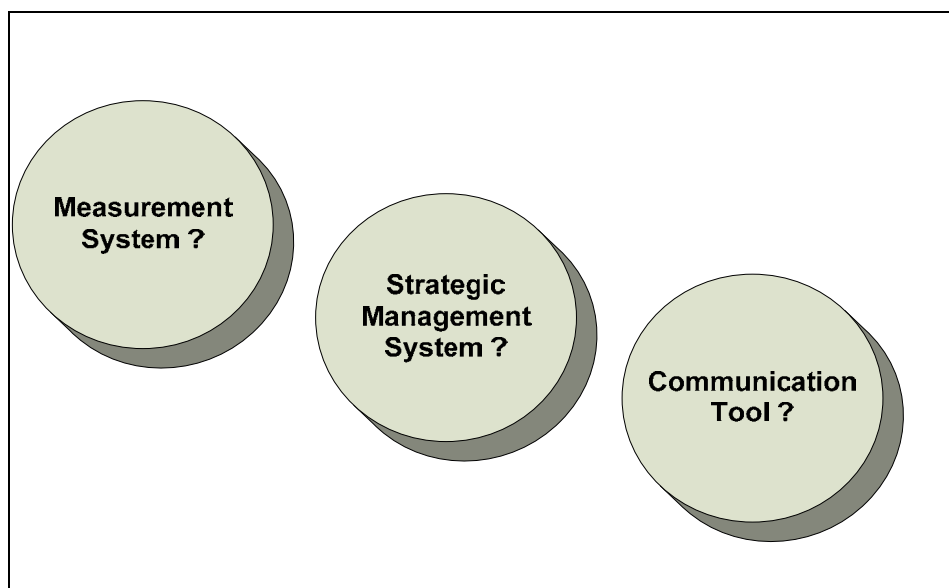 Measurement
System ?
Strategic
Management
System ?
Communication
Tool ?